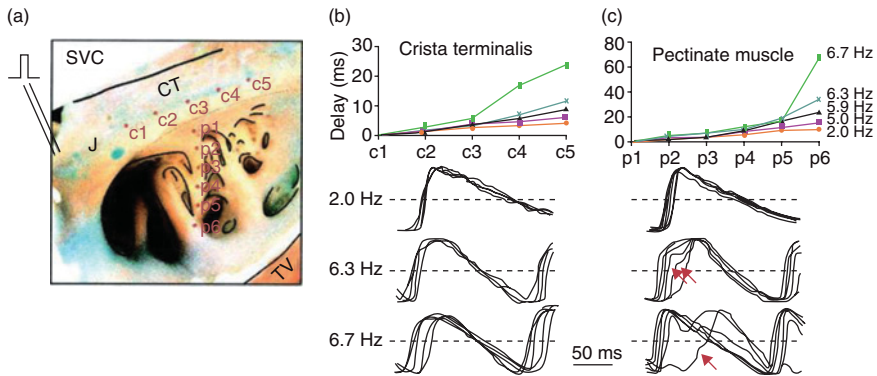 (a)
SVC
CT
J
c1
c2
c3
c4
c5
p1
p2
p3
p4
p5
p6
TV
(b)
Crista terminalis
Delay (ms)
30
20
10
0
c1 c2 c3 c4 c5
2.0 Hz
6.3 Hz
6.7 Hz
50 ms
(c)
Pectinate muscle
80
60
40
20
0
p1 p2 p3 p4 p5 p6
6.7 Hz
6.3 Hz
5.9 Hz
5.0 Hz
2.0 Hz